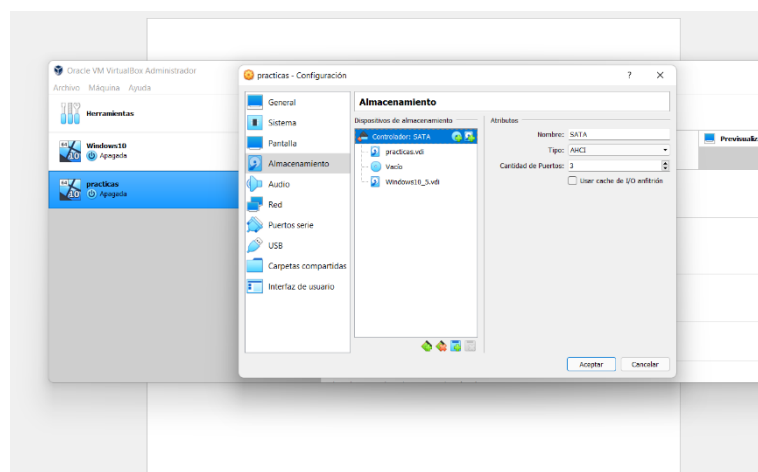 Oracle VM VirtualBox Administrador
Archivo Máquina Ayuda
Herramientas
Windows10
Apagada
practicas
Apagada
practicas - Configuración
? ×
General
Sistema
Pantalla
Almacenamiento
Audio
Red
Puertos serie
USB
Carpetas compartidas
Interfaz de usuario
Almacenamiento
Dispositivos de almacenamiento
Controlador: SATA
practicas.vdi
Vacío
Windows10_5.vdi
Atributos
Nombre: SATA
Tipo: AHCI
Cantidad de Puertos: 3
Usar cache de I/O anfitrión
Aceptar Cancelar
Previsualiz